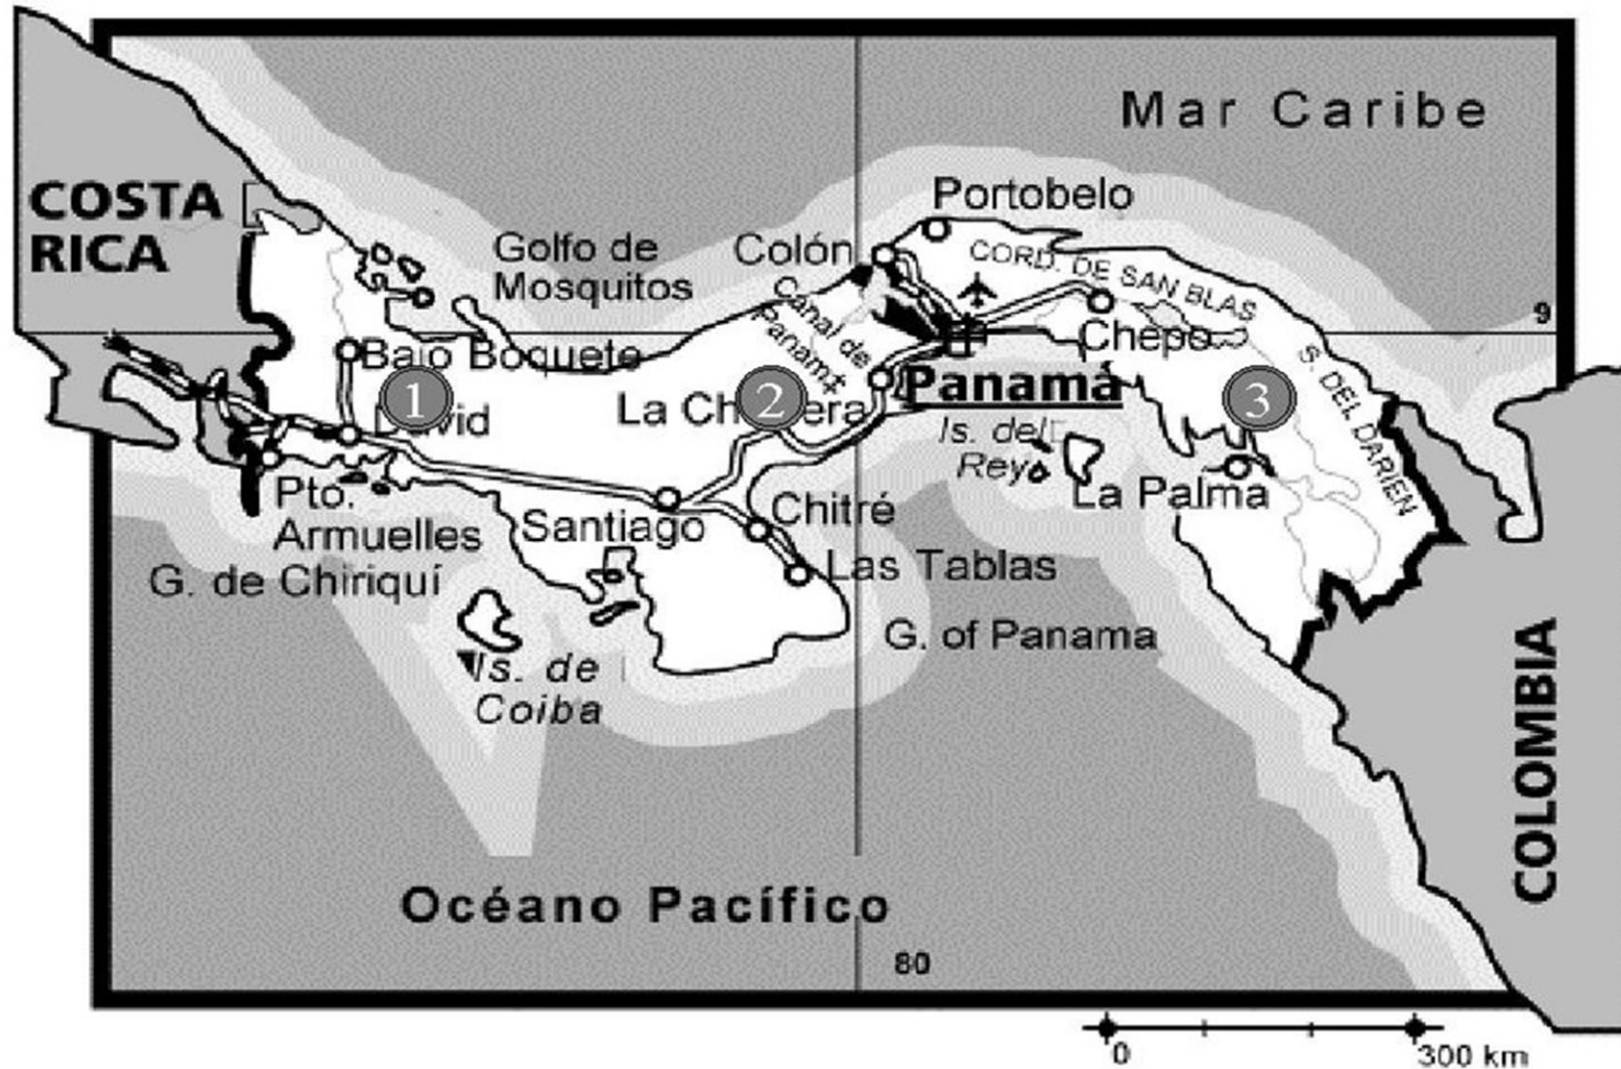 Mar Caribe
COSTA
RICA
Portobelo
Golfo de
Mosquitos
Colón
CORD. DE SAN BLAS
Canal de
9
Chepo
Bajo Boquete
S. DEL DARIEN
Panamá
1
2
3
La
Is. del
Rey
La Palma
Pto.
Armuelles
Santiago
Chitré
G. de Chiriquí
Las Tablas
G. of Panama
Is. de
Coiba
COLOMBIA
Océano Pacífico
80
0
300 km